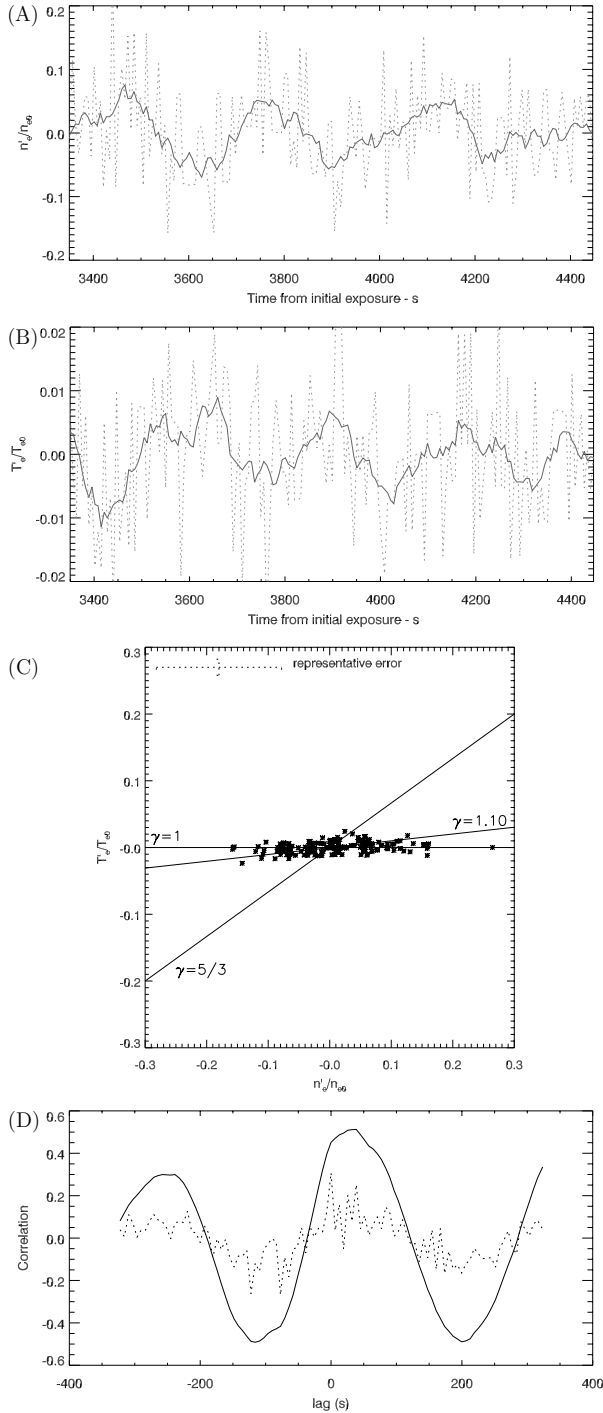 (A)
0.2
0.1
0.0
-0.1
-0.2
n'e/ne0
3400 3600 3800 4000 4200 4400
Time from initial exposure - s
(B)
0.02
0.01
0.00
-0.01
-0.02
T'e/Te0
3400 3600 3800 4000 4200 4400
Time from initial exposure - s
(C)
0.3
0.2
0.1
-0.0
-0.1
-0.2
-0.3
T'e/Te0
representative error
γ=1
γ=1.10
γ=5/3
-0.3 -0.2 -0.1 -0.0 0.1 0.2 0.3
n'e/ne0
(D)
0.6
0.4
0.2
0.0
-0.2
-0.4
-0.6
Correlation
-400 -200 0 200 400
lag (s)